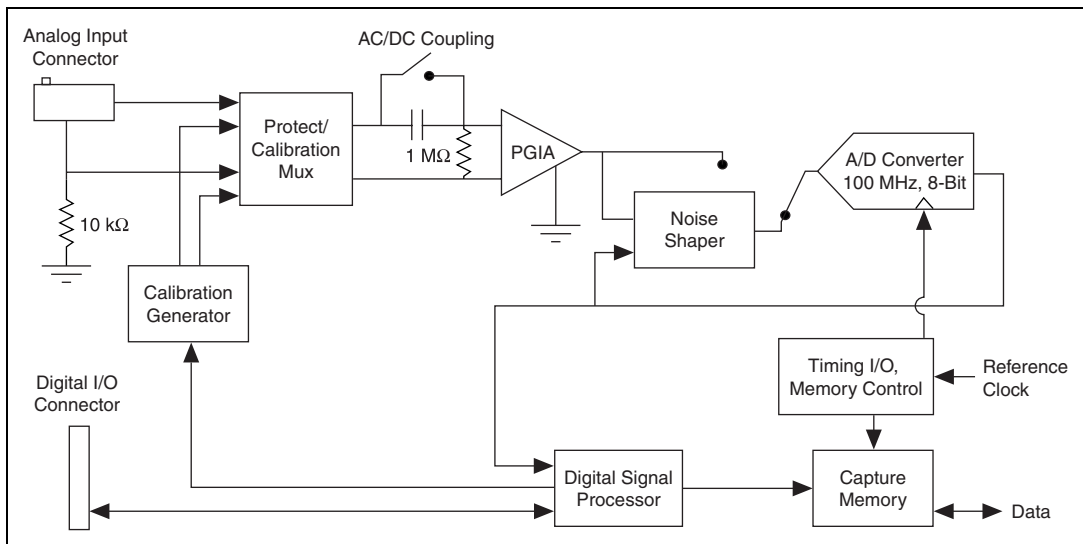 Analog Input
Connector
AC/DC Coupling
Protect/
Calibration
Mux
1 MΩ
PGIA
A/D Converter
100 MHz, 8-Bit
10 kΩ
Noise
Shaper
Calibration
Generator
Digital I/O
Connector
Timing I/O,
Memory Control
Reference
Clock
Digital Signal
Processor
Capture
Memory
Data